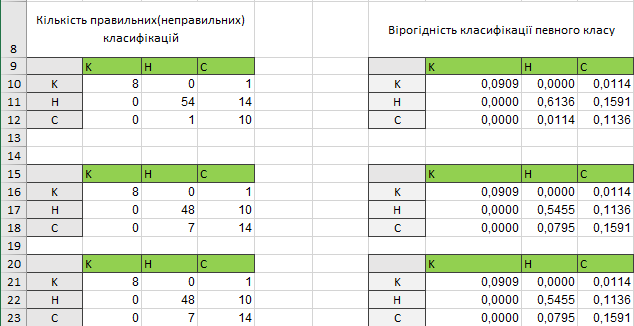 Кількість правильних(неправильних)
класифікацій
Вірогідність класифікації певного класу
8
9 К Н С К Н С
10 К 8 0 1 К 0,0909 0,0000 0,0114
11 Н 0 54 14 Н 0,0000 0,6136 0,1591
12 С 0 1 10 С 0,0000 0,0114 0,1136
13
14
15 К Н С К Н С
16 К 8 0 1 К 0,0909 0,0000 0,0114
17 Н 0 48 10 Н 0,0000 0,5455 0,1136
18 С 0 7 14 С 0,0000 0,0795 0,1591
19
20 К Н С К Н С
21 К 8 0 1 К 0,0909 0,0000 0,0114
22 Н 0 48 10 Н 0,0000 0,5455 0,1136
23 С 0 7 14 С 0,0000 0,0795 0,1591